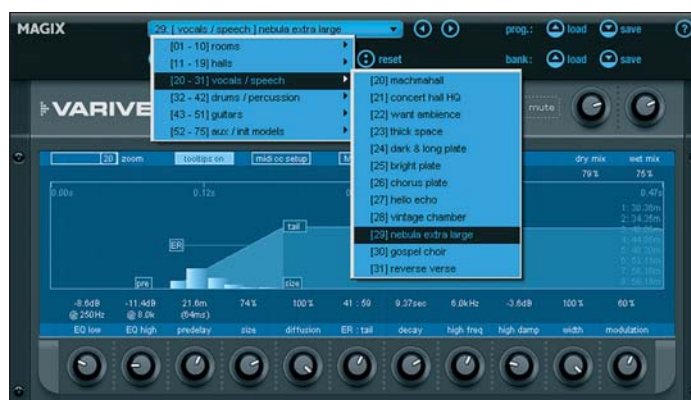 MAGIX
29: [ vocals / speech ] nebula extra large
prog.: load save ?
[01 - 10] rooms
[11 - 19] halls
[20 - 31] vocals / speech
[32 - 42] drums / percussion
[43 - 51] guitars
[52 - 75] aux / init models
reset
bank: load save
[20] machmahall
[21] concert hall HQ
[22] want ambience
[23] thick space
[24] dark & long plate
[25] bright plate
[26] chorus plate
[27] hello echo
[28] vintage chamber
[29] nebula extra large
[30] gospel choir
[31] reverse verse
VARIVE
mute
20 zoom tooltips on midi cc setup dry mix wet mix
79% 75%
0.00s 0.12s 0.47s
1: 30.36m
2: 34.35m
tail
ER
pre size
-8.6dB -11.4dB 21.6m 74% 100% 41 : 59 9.37sec 6.0kHz -3.6dB 100% 60%
@ 250Hz @ 8.0k (64ms)
EQ low EQ high predelay size diffusion ER : tail decay high freq high damp width modulation